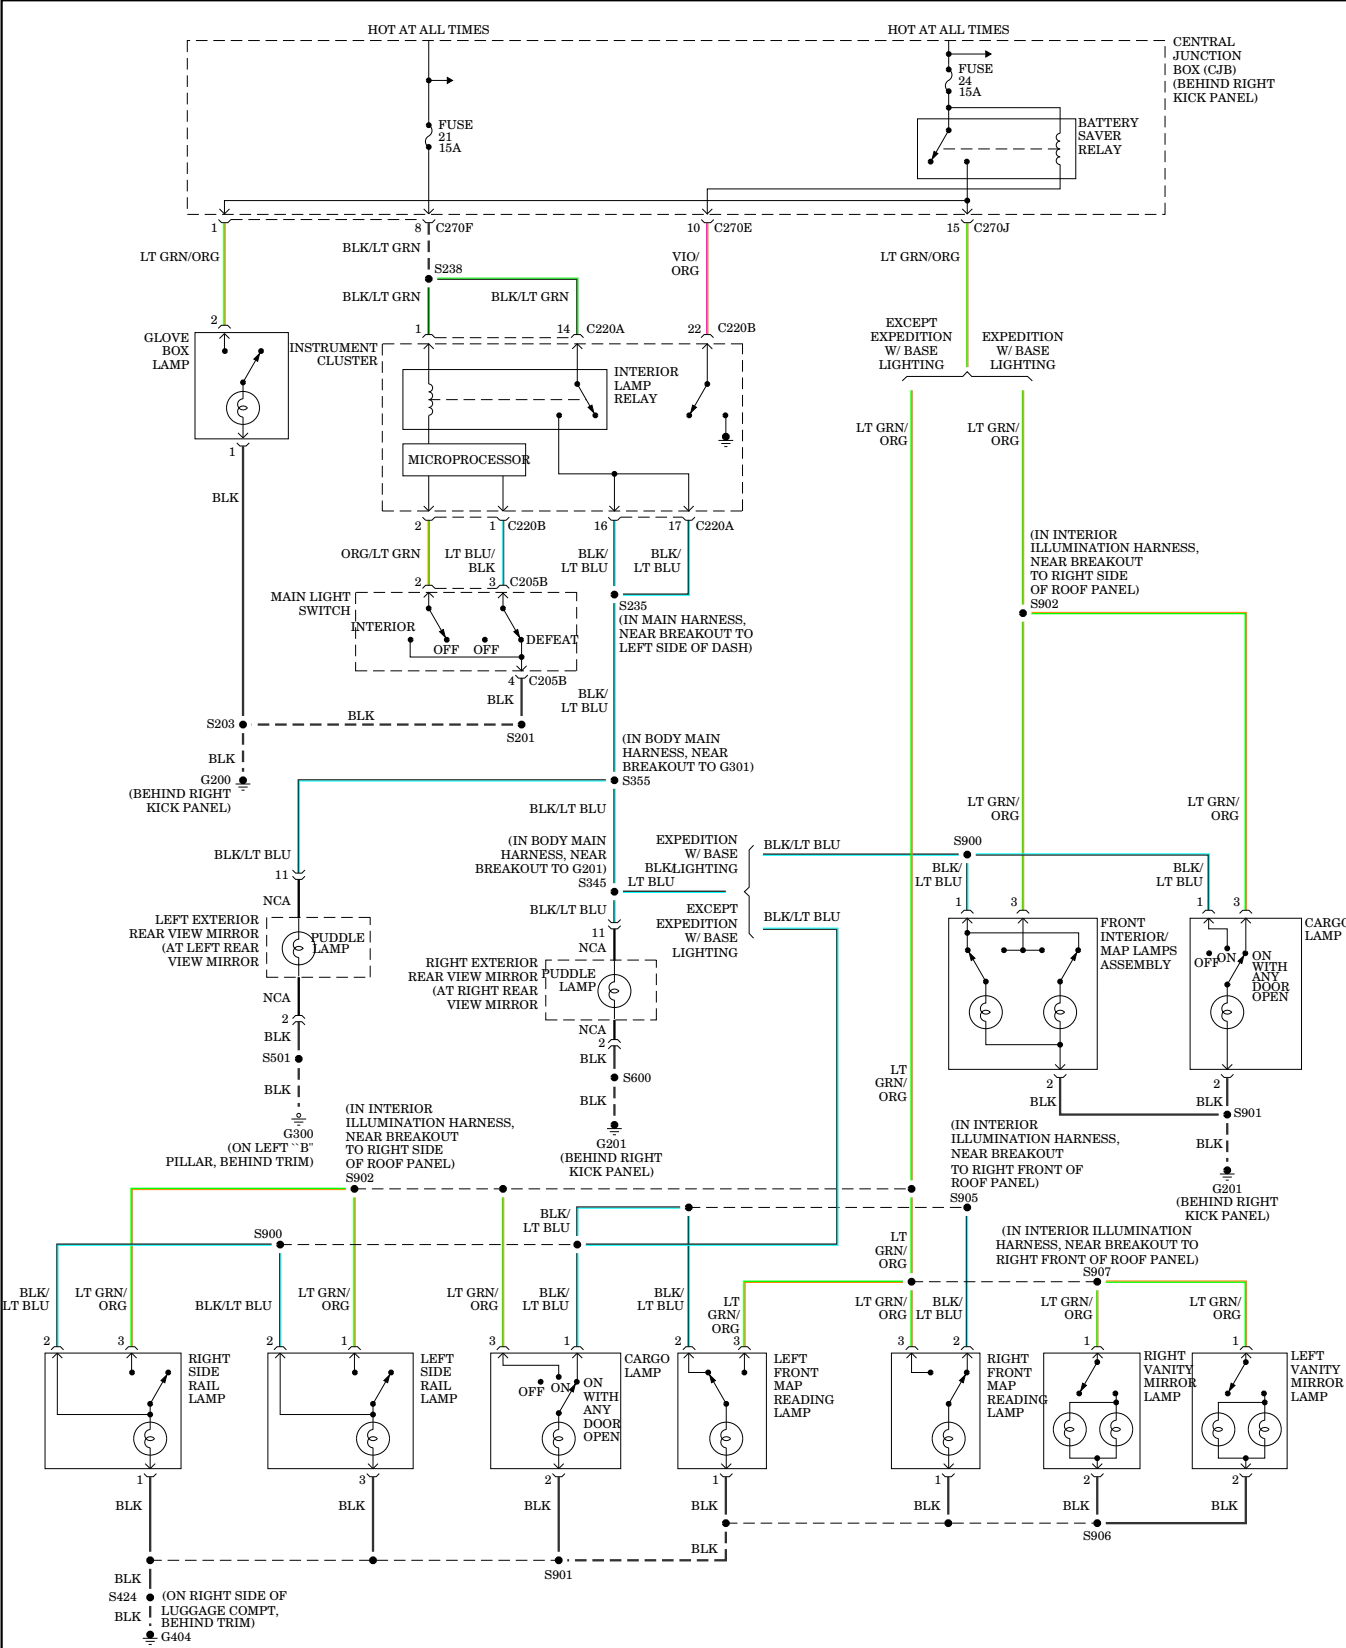 HOT AT ALL TIMES
HOT AT ALL TIMES
CENTRAL
JUNCTION
BOX (CJB)
(BEHIND RIGHT
KICK PANEL)
FUSE
24
15A
FUSE
21
15A
BATTERY
SAVER
RELAY
1
8
C270F
10
C270E
15
C270J
LT GRN/ORG
BLK/LT GRN
VIO/
ORG
LT GRN/ORG
S238
BLK/LT GRN
BLK/LT GRN
2
1
14
C220A
22
C220B
GLOVE
BOX
LAMP
INSTRUMENT
CLUSTER
INTERIOR
LAMP
RELAY
EXCEPT
EXPEDITION
W/ BASE
LIGHTING
EXPEDITION
W/ BASE
LIGHTING
LT GRN/
ORG
LT GRN/
ORG
MICROPROCESSOR
1
BLK
2
1
C220B
16
17
C220A
ORG/LT GRN
LT BLU/
BLK
BLK/
LT BLU
BLK/
LT BLU
2
3
C205B
MAIN LIGHT
SWITCH
INTERIOR
OFF
OFF
DEFEAT
S235
(IN MAIN HARNESS,
NEAR BREAKOUT TO
LEFT SIDE OF DASH)
(IN INTERIOR
ILLUMINATION HARNESS,
NEAR BREAKOUT
TO RIGHT SIDE
OF ROOF PANEL)
S902
4
C205B
BLK
BLK/
LT BLU
S203
BLK
S201
BLK
G200
(BEHIND RIGHT
KICK PANEL)
(IN BODY MAIN
HARNESS, NEAR
BREAKOUT TO G301)
S355
BLK/LT BLU
LT GRN/
ORG
LT GRN/
ORG
BLK/LT BLU
(IN BODY MAIN
HARNESS, NEAR
BREAKOUT TO G201)
S345
EXPEDITION
W/ BASE
LIGHTING
BLK/
LT BLU
BLK/LT BLU
S900
BLK/
LT BLU
BLK/
LT BLU
11
NCA
BLK/LT BLU
11
NCA
EXCEPT
EXPEDITION
W/ BASE
LIGHTING
BLK/LT BLU
1
3
1
3
LEFT EXTERIOR
REAR VIEW MIRROR
(AT LEFT REAR
VIEW MIRROR
PUDDLE
LAMP
RIGHT EXTERIOR
REAR VIEW MIRROR
(AT RIGHT REAR
VIEW MIRROR
PUDDLE
LAMP
FRONT
INTERIOR/
MAP LAMPS
ASSEMBLY
CARGO
LAMP
OFF
ON
ON
WITH
ANY
DOOR
OPEN
NCA
2
BLK
S501
BLK
G300
(ON LEFT ``B"
PILLAR, BEHIND TRIM)
NCA
2
BLK
S600
BLK
G201
(BEHIND RIGHT
KICK PANEL)
LT
GRN/
ORG
2
BLK
2
BLK
S901
BLK
G201
(BEHIND RIGHT
KICK PANEL)
(IN INTERIOR
ILLUMINATION HARNESS,
NEAR BREAKOUT
TO RIGHT SIDE
OF ROOF PANEL)
S902
(IN INTERIOR
ILLUMINATION HARNESS,
NEAR BREAKOUT
TO RIGHT FRONT OF
ROOF PANEL)
S905
BLK/
LT BLU
S900
LT
GRN/
ORG
(IN INTERIOR ILLUMINATION
HARNESS, NEAR BREAKOUT TO
RIGHT FRONT OF ROOF PANEL)
S907
BLK/
LT BLU
LT GRN/
ORG
BLK/LT BLU
LT GRN/
ORG
LT GRN/
ORG
BLK/
LT BLU
BLK/
LT BLU
LT
GRN/
ORG
LT GRN/
ORG
BLK/
LT BLU
LT GRN/
ORG
LT GRN/
ORG
2
3
2
1
3
1
2
3
3
2
1
1
RIGHT
SIDE
RAIL
LAMP
LEFT
SIDE
RAIL
LAMP
OFF
ON
ON
WITH
ANY
DOOR
OPEN
CARGO
LAMP
LEFT
FRONT
MAP
READING
LAMP
RIGHT
FRONT
MAP
READING
LAMP
RIGHT
VANITY
MIRROR
LAMP
LEFT
VANITY
MIRROR
LAMP
1
3
2
1
1
2
2
BLK
BLK
BLK
BLK
BLK
BLK
BLK
S906
BLK
S901
BLK
S424
(ON RIGHT SIDE OF
LUGGAGE COMPT,
BEHIND TRIM)
BLK
G404